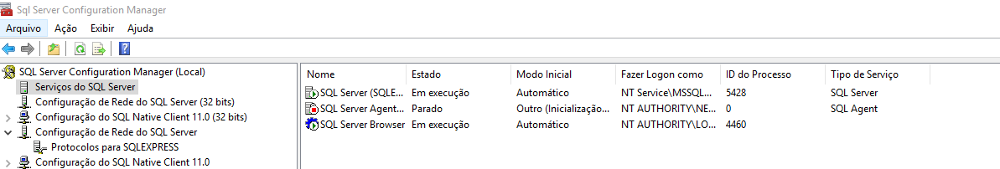 Sql Server Configuration Manager
Arquivo Ação Exibir Ajuda
SQL Server Configuration Manager (Local)
Serviços do SQL Server
Configuração de Rede do SQL Server (32 bits)
Configuração do SQL Native Client 11.0 (32 bits)
Configuração de Rede do SQL Server
Protocolos para SQLEXPRESS
Configuração do SQL Native Client 11.0
Nome Estado Modo Inicial Fazer Logon como ID do Processo Tipo de Serviço
SQL Server (SQLE... Em execução Automático NT Service\MSSQL... 5428 SQL Server
SQL Server Agent... Parado Outro (Inicialização... NT AUTHORITY\NE... 0 SQL Agent
SQL Server Browser Em execução Automático NT AUTHORITY\LO... 4460